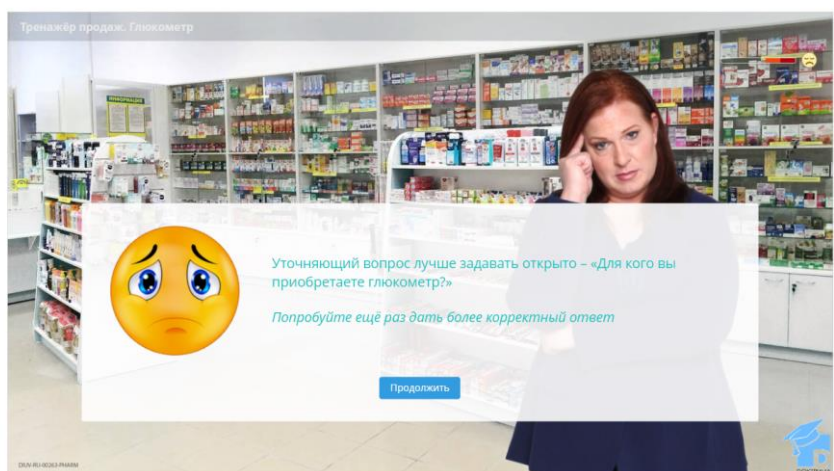 Тренажёр продаж. Глюкометр
ИНФОРМАЦИЯ
Уточняющий вопрос лучше задавать открыто – «Для кого вы
приобретаете глюкометр?»
Попробуйте ещё раз дать более корректный ответ
Продолжить